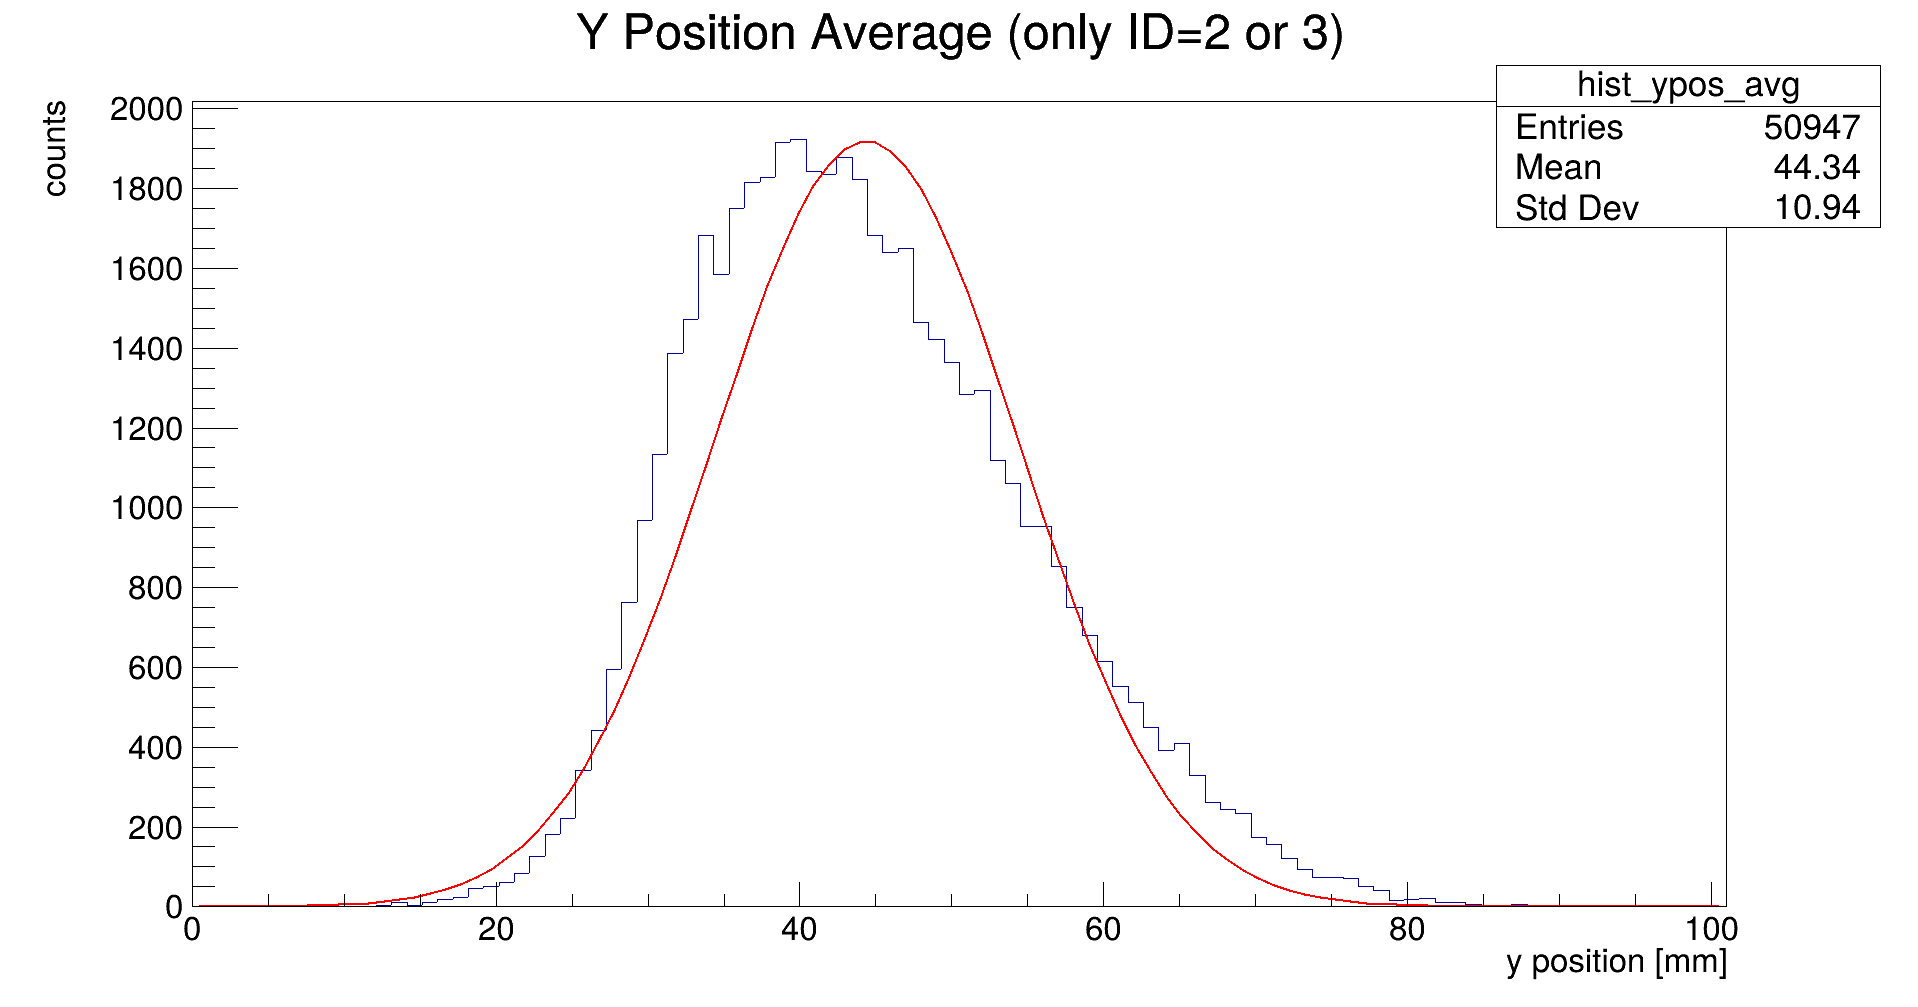 Y Position Average (only ID=2 or 3)
hist_ypos_avg
Entries 50947
Mean 44.34
Std Dev 10.94
counts
2000
1800
1600
1400
1200
1000
800
600
400
200
0
0 20 40 60 80 100
y position [mm]